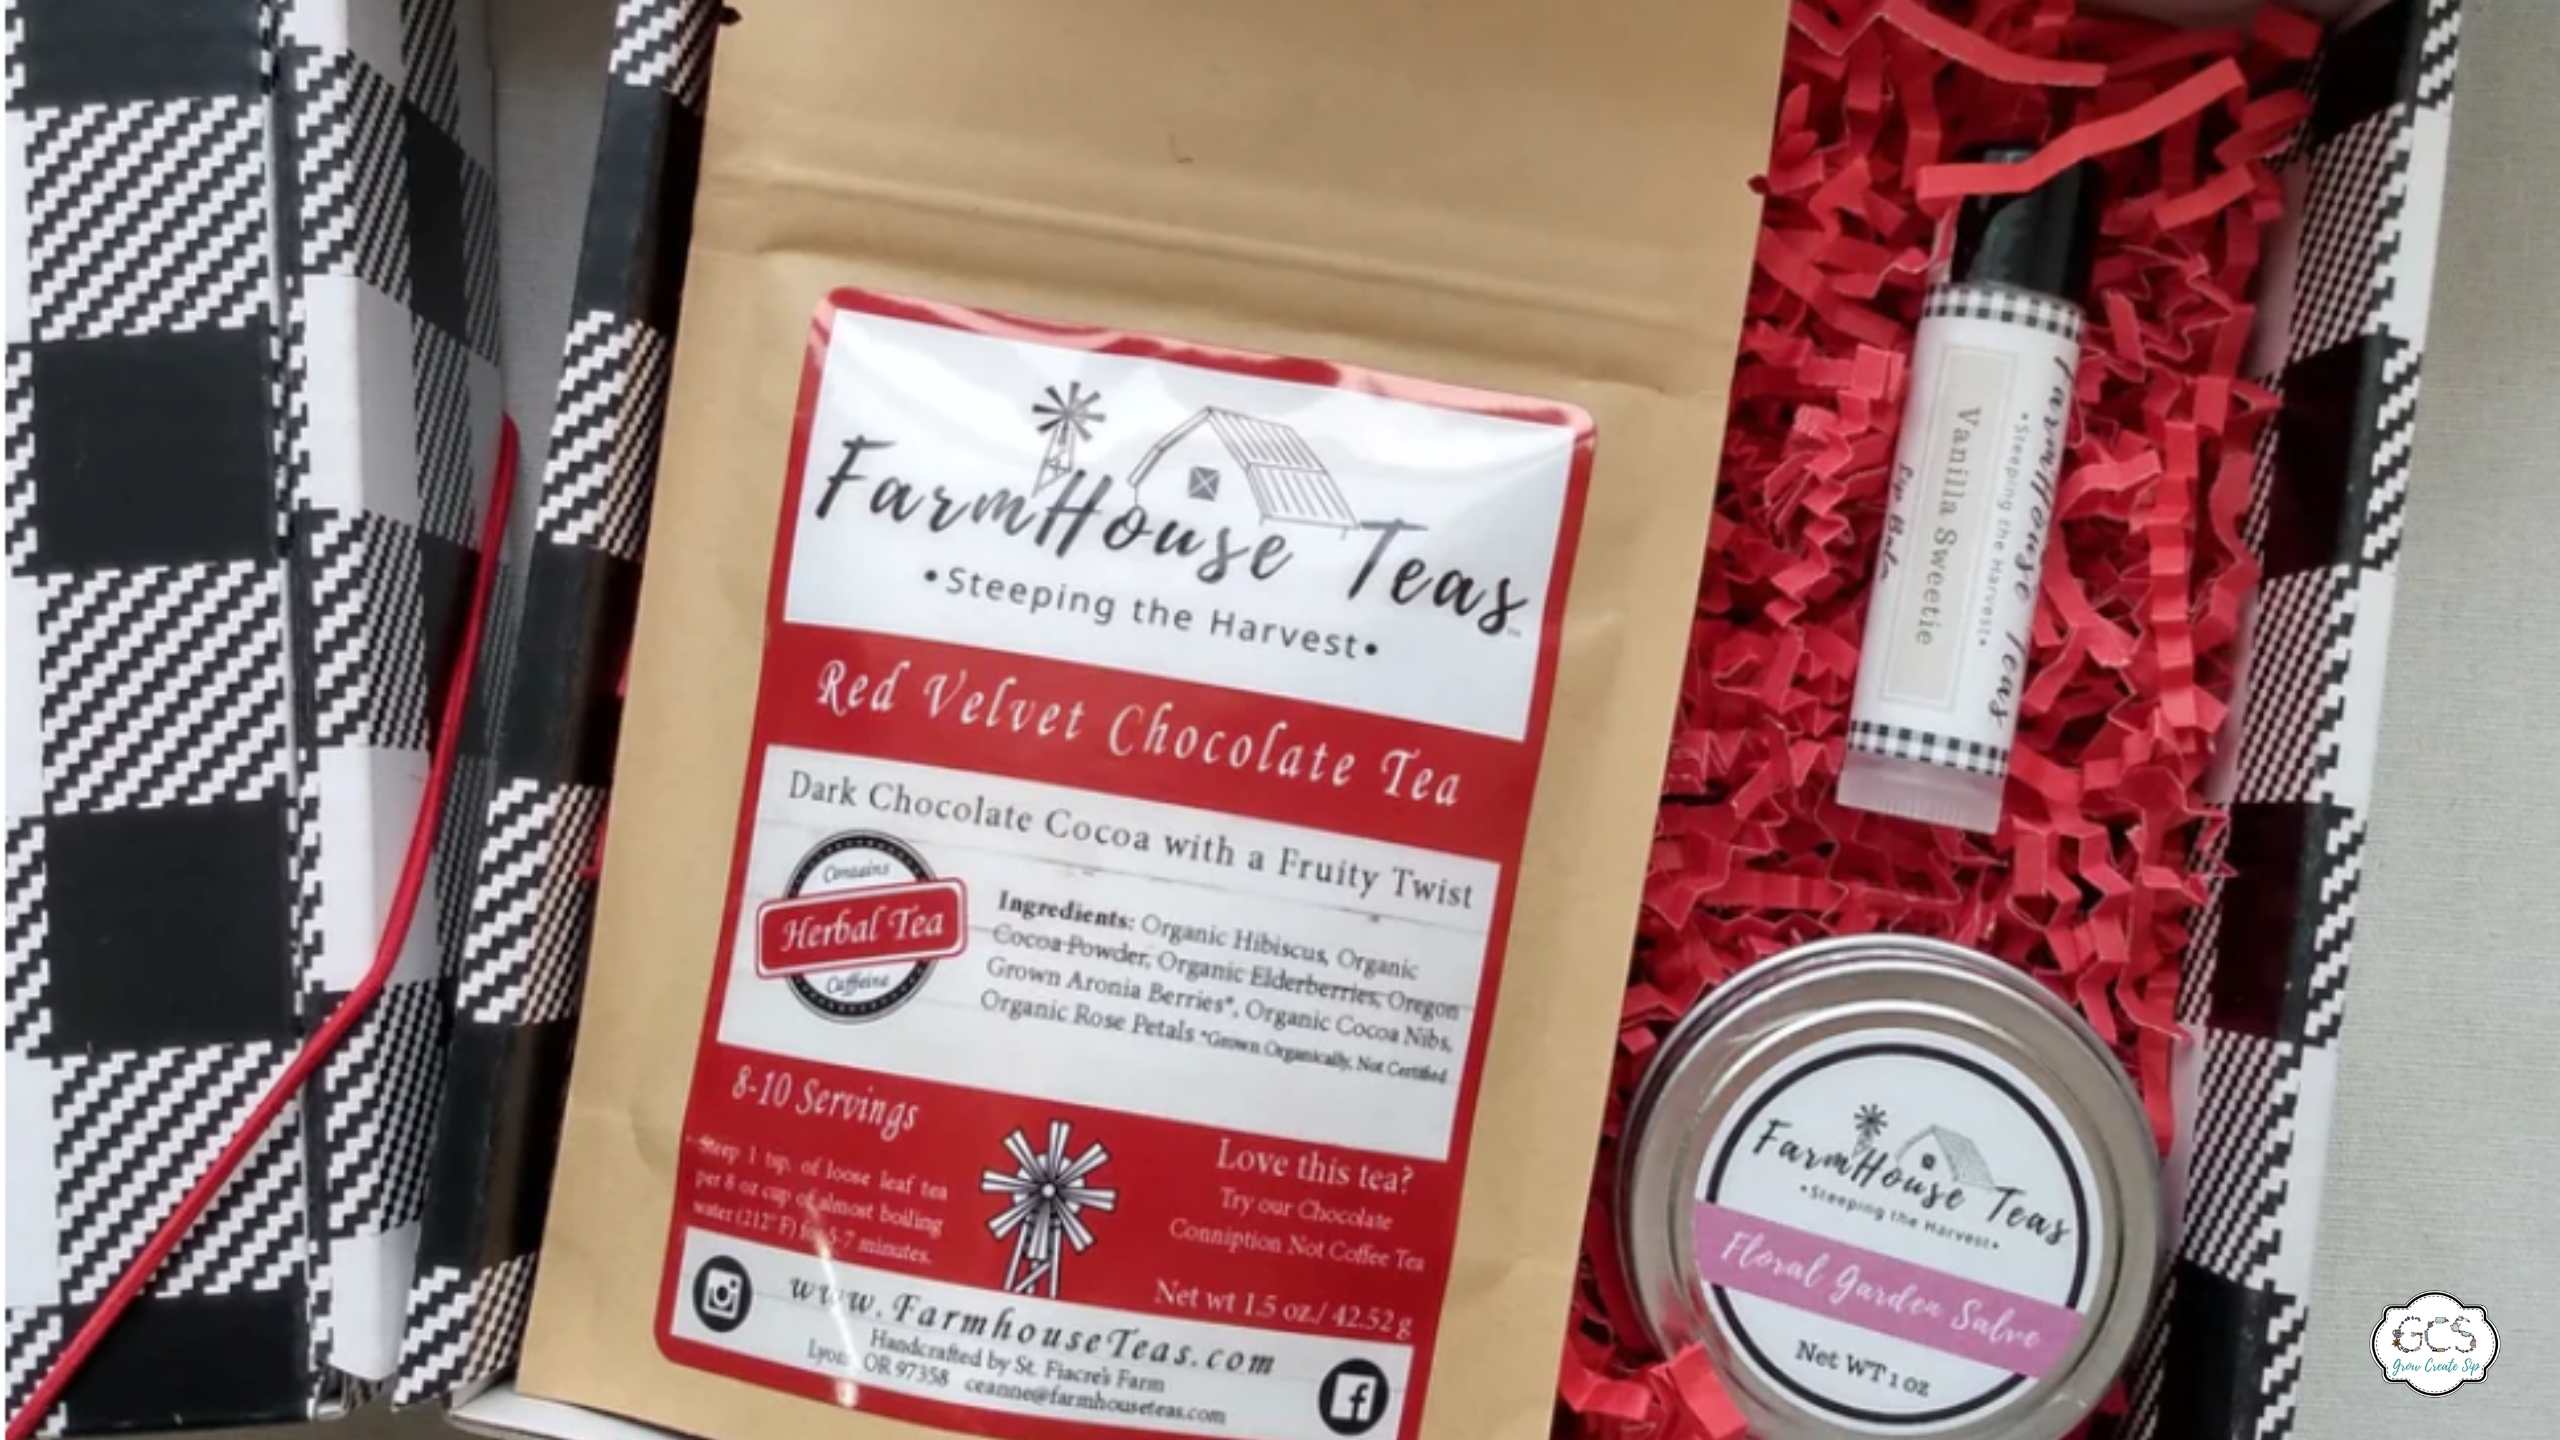 FarmHouse Teas
•Steeping the Harvest•
Red Velvet Chocolate Tea
Dark Chocolate Cocoa with a Fruity Twist
Contains
Herbal Tea
Caffeine
Ingredients: Organic Hibiscus, Organic
Cocoa Powder, Organic Elderberries, Oregon
Grown Aronia Berries*, Organic Cocoa Nibs,
Organic Rose Petals *Grown Organically, Not Certified
8-10 Servings
Steep 1 tsp. of loose leaf tea
per 8 oz cup of almost boiling
water (212° F) for 5-7 minutes.
Love this tea?
Try our Chocolate
Conniption Not Coffee Tea
Net wt 1.5 oz./ 42.52 g
www.FarmhouseTeas.com
Handcrafted by St. Fiacre's Farm
Lyons OR 97358 ceanne@farmhouseteas.com
FarmHouse Teas
•Steeping the Harvest•
Vanilla Sweetie
Lip Balm
FarmHouse Teas
•Steeping the Harvest•
Floral Garden Salve
Net WT 1 oz
GCS
Grow Create Sip